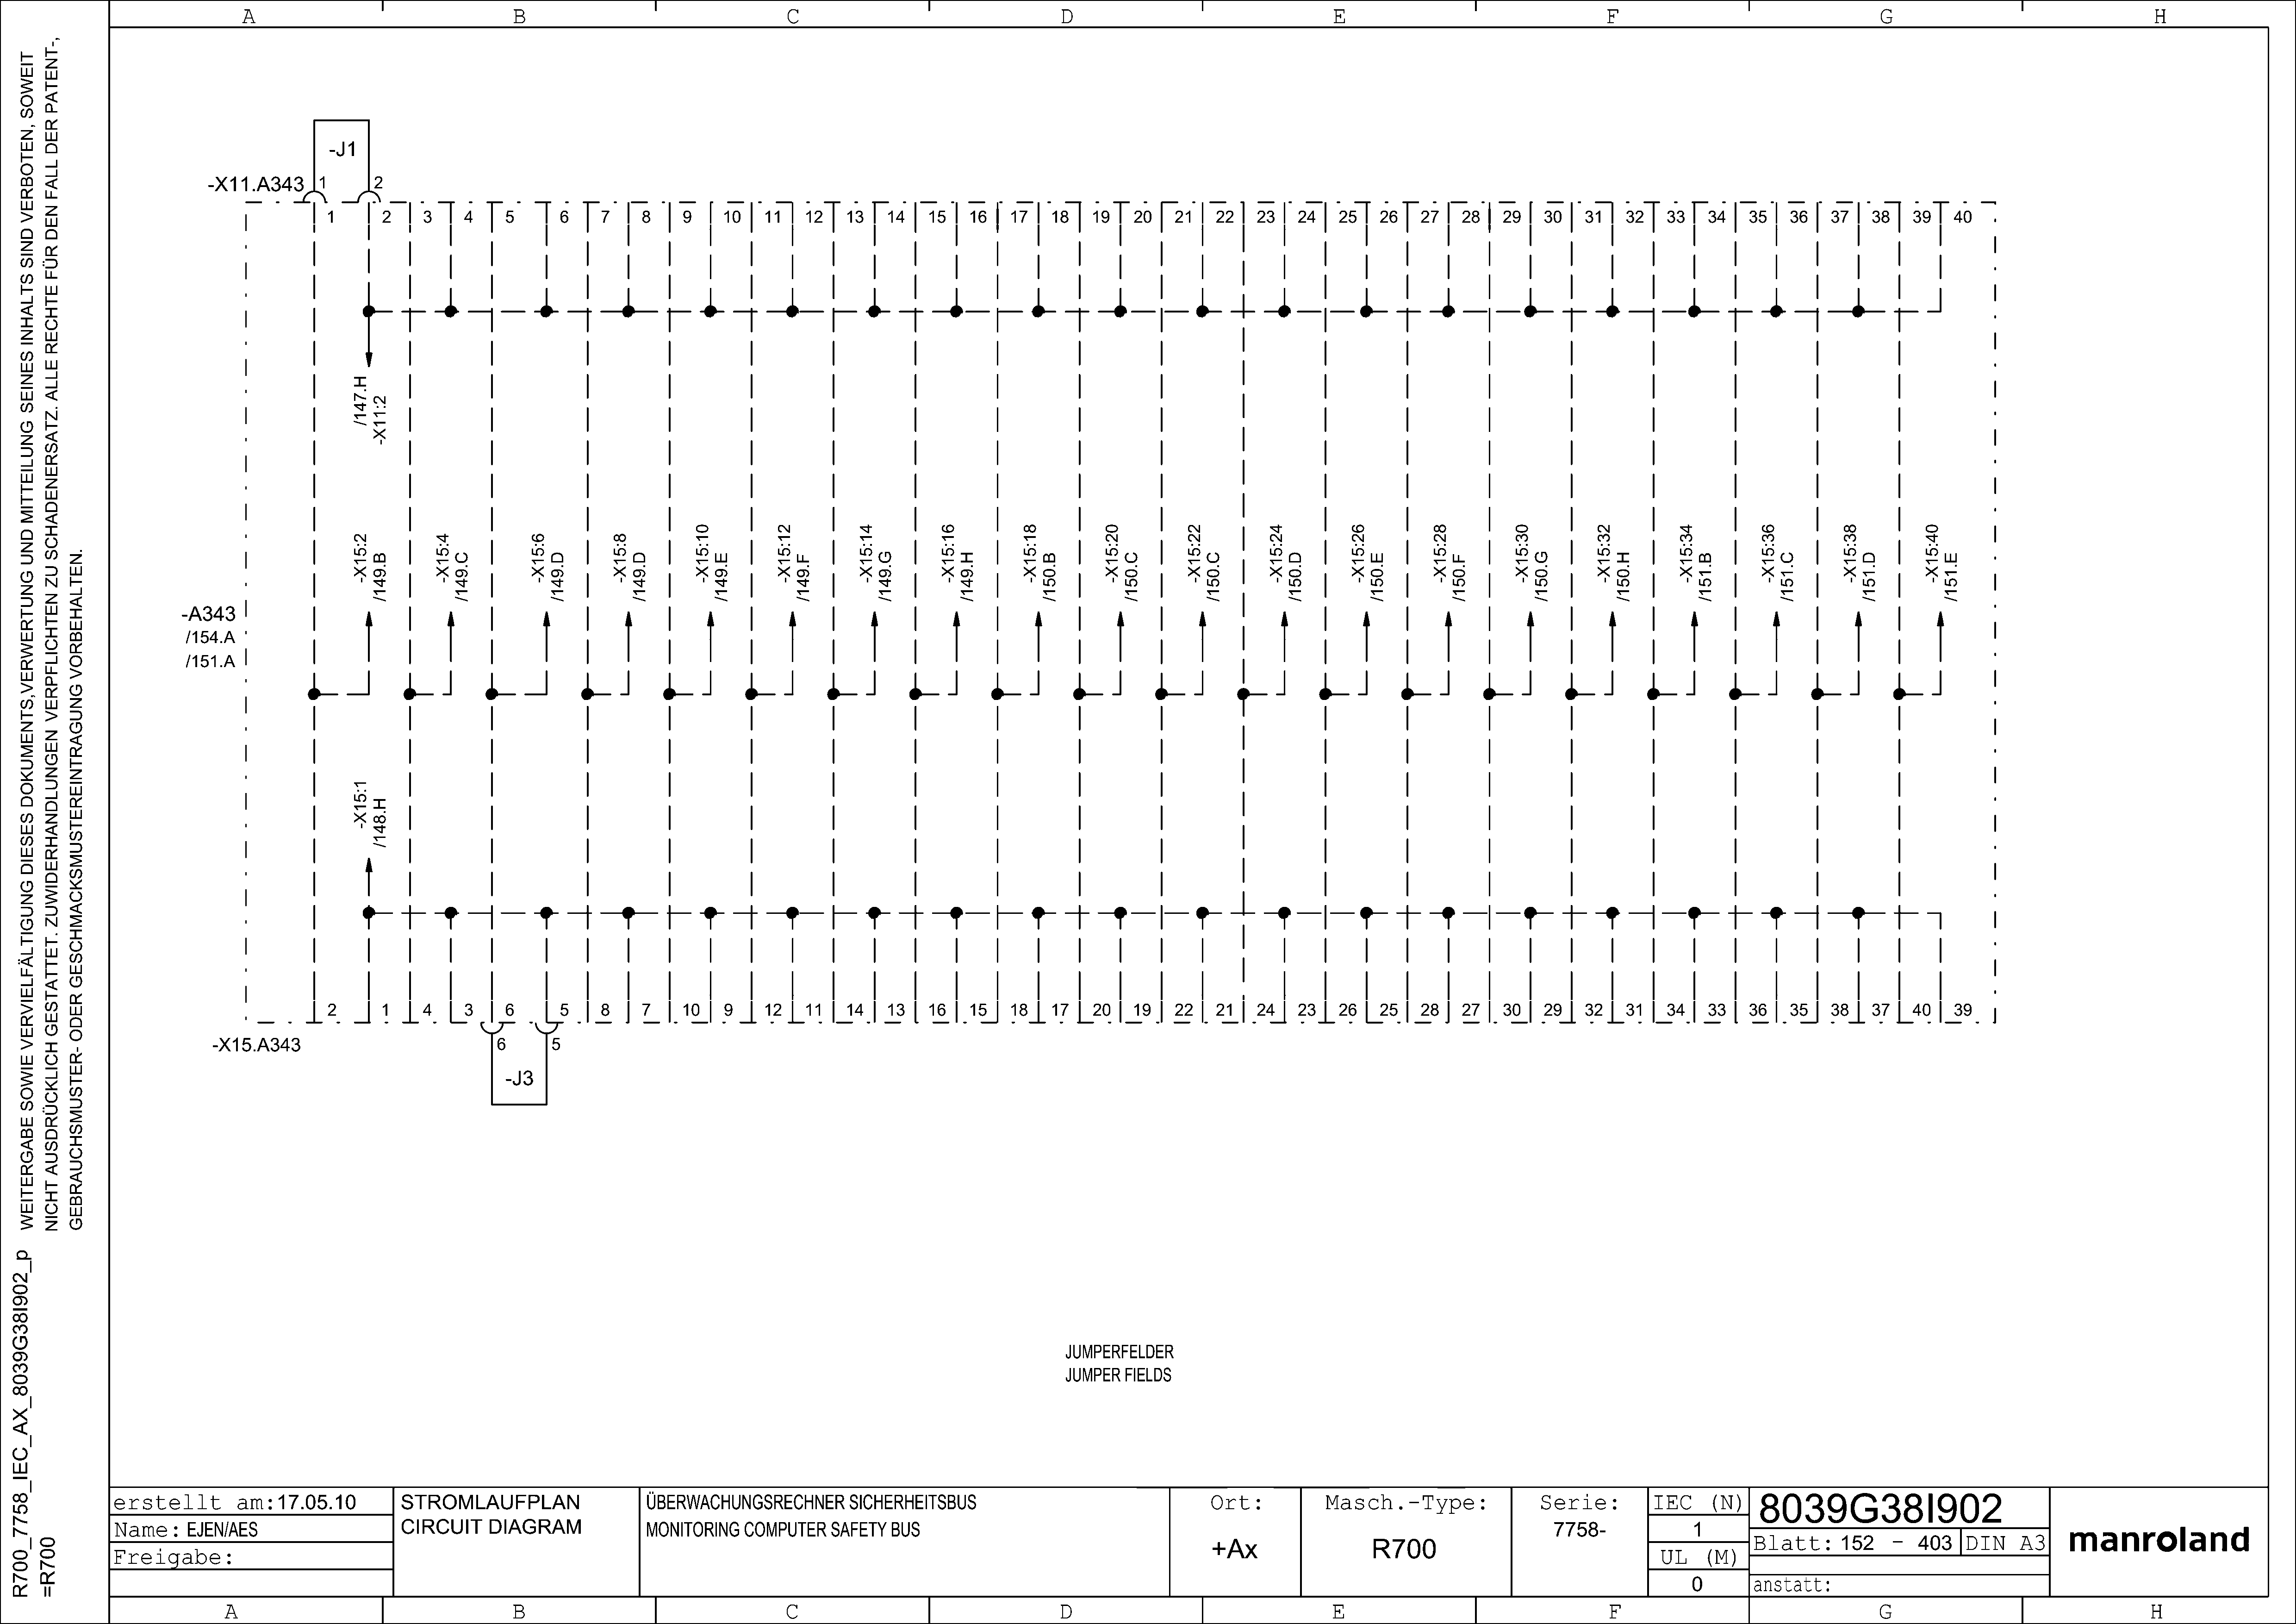 A B C D E F G H
WEITERGABE SOWIE VERVIELFÄLTIGUNG DIESES DOKUMENTS,VERWERTUNG UND MITTEILUNG SEINES INHALTS SIND VERBOTEN, SOWEIT
NICHT AUSDRÜCKLICH GESTATTET. ZUWIDERHANDLUNGEN VERPFLICHTEN ZU SCHADENERSATZ. ALLE RECHTE FÜR DEN FALL DER PATENT-,
GEBRAUCHSMUSTER- ODER GESCHMACKSMUSTEREINTRAGUNG VORBEHALTEN.
R700_7758_IEC_AX_8039G38I902_p
=R700
-J1
-X11.A343 1 2
1 2 3 4 5 6 7 8 9 10 11 12 13 14 15 16 17 18 19 20 21 22 23 24 25 26 27 28 29 30 31 32 33 34 35 36 37 38 39 40
/147.H
-X11:2
-X15:2
/149.B
-X15:4
/149.C
-X15:6
/149.D
-X15:8
/149.D
-X15:10
/149.E
-X15:12
/149.F
-X15:14
/149.G
-X15:16
/149.H
-X15:18
/150.B
-X15:20
/150.C
-X15:22
/150.C
-X15:24
/150.D
-X15:26
/150.E
-X15:28
/150.F
-X15:30
/150.G
-X15:32
/150.H
-X15:34
/151.B
-X15:36
/151.C
-X15:38
/151.D
-X15:40
/151.E
-A343
/154.A
/151.A
-X15:1
/148.H
2 1 4 3 6 5 8 7 10 9 12 11 14 13 16 15 18 17 20 19 22 21 24 23 26 25 28 27 30 29 32 31 34 33 36 35 38 37 40 39
-X15.A343
6 5
-J3
JUMPERFELDER
JUMPER FIELDS
erstellt am:17.05.10
Name: EJEN/AES
Freigabe:
STROMLAUFPLAN
CIRCUIT DIAGRAM
ÜBERWACHUNGSRECHNER SICHERHEITSBUS
MONITORING COMPUTER SAFETY BUS
Ort:
+Ax
Masch.-Type:
R700
Serie:
7758-
IEC (N)
1
UL (M)
0
8039G38I902
Blatt: 152 - 403 DIN A3
anstatt:
manroland
A B C D E F G H